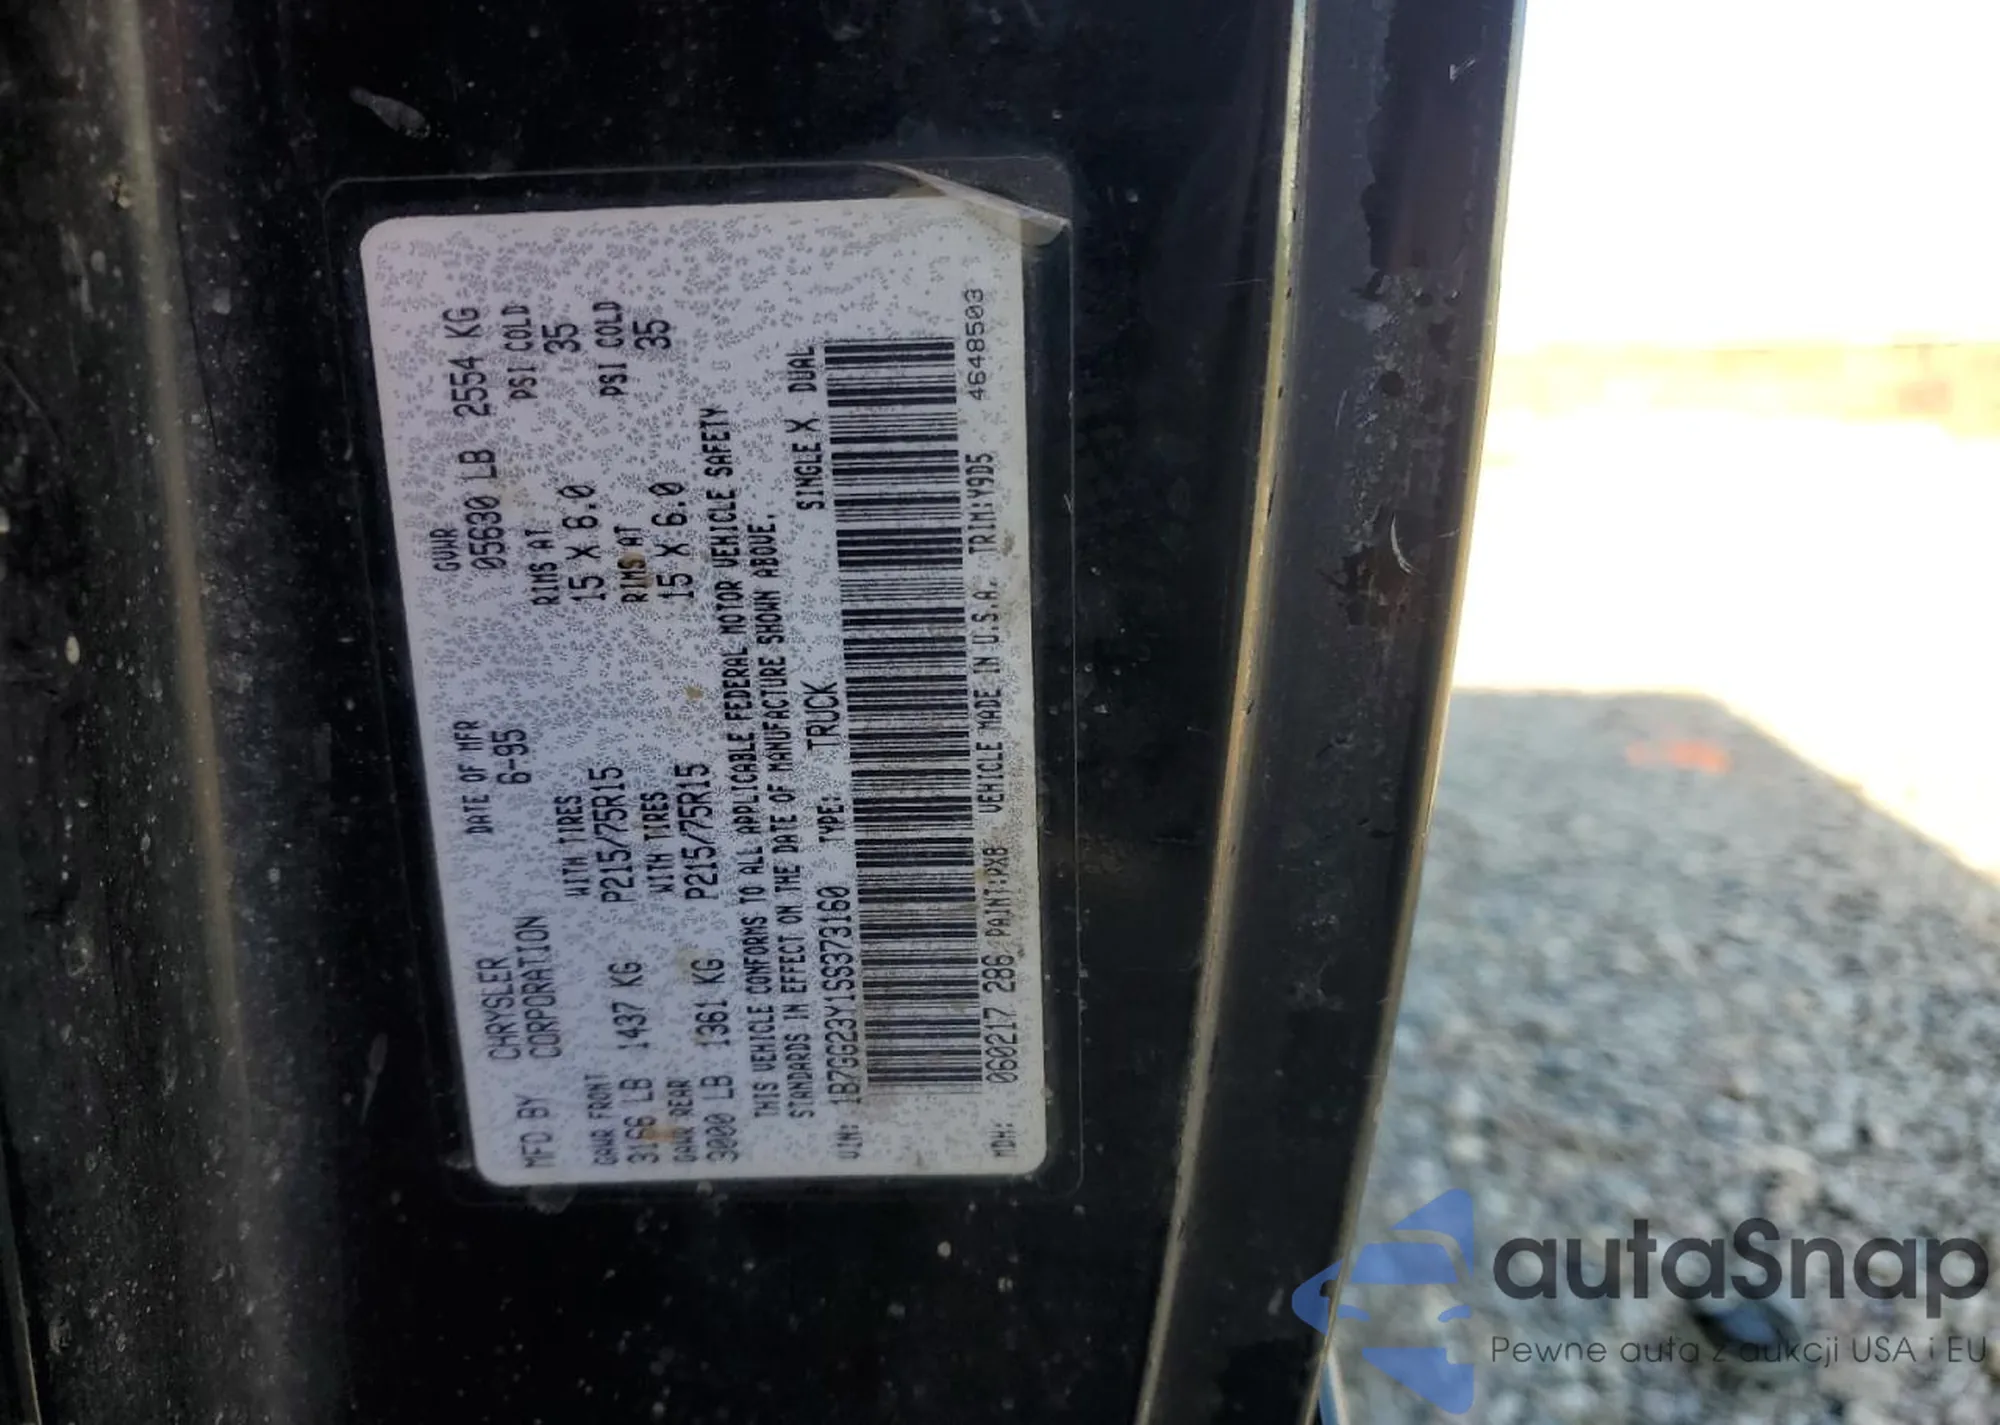 MFD BY CHRYSLER CORPORATION DATE OF MFR 6-95 GVWR 05630 LB 2554 KG
GAWR FRONT WITH TIRES RIMS AT PSI COLD
3166 LB 1437 KG P215/75R15 15 X 6.0 35
GAWR REAR WITH TIRES RIMS AT PSI COLD
3000 LB 1361 KG P215/75R15 15 X 6.0 35
THIS VEHICLE CONFORMS TO ALL APPLICABLE FEDERAL MOTOR VEHICLE SAFETY
STANDARDS IN EFFECT ON THE DATE OF MANUFACTURE SHOWN ABOVE.
VIN: 1B7GG23Y1SS373160 TYPE: TRUCK SINGLE X DUAL
MDH: 060217 286 PAINT:PX8 VEHICLE MADE IN U.S.A. TRIM:Y9D5 4648503
autaSnap
Pewne auta z aukcji USA i EU